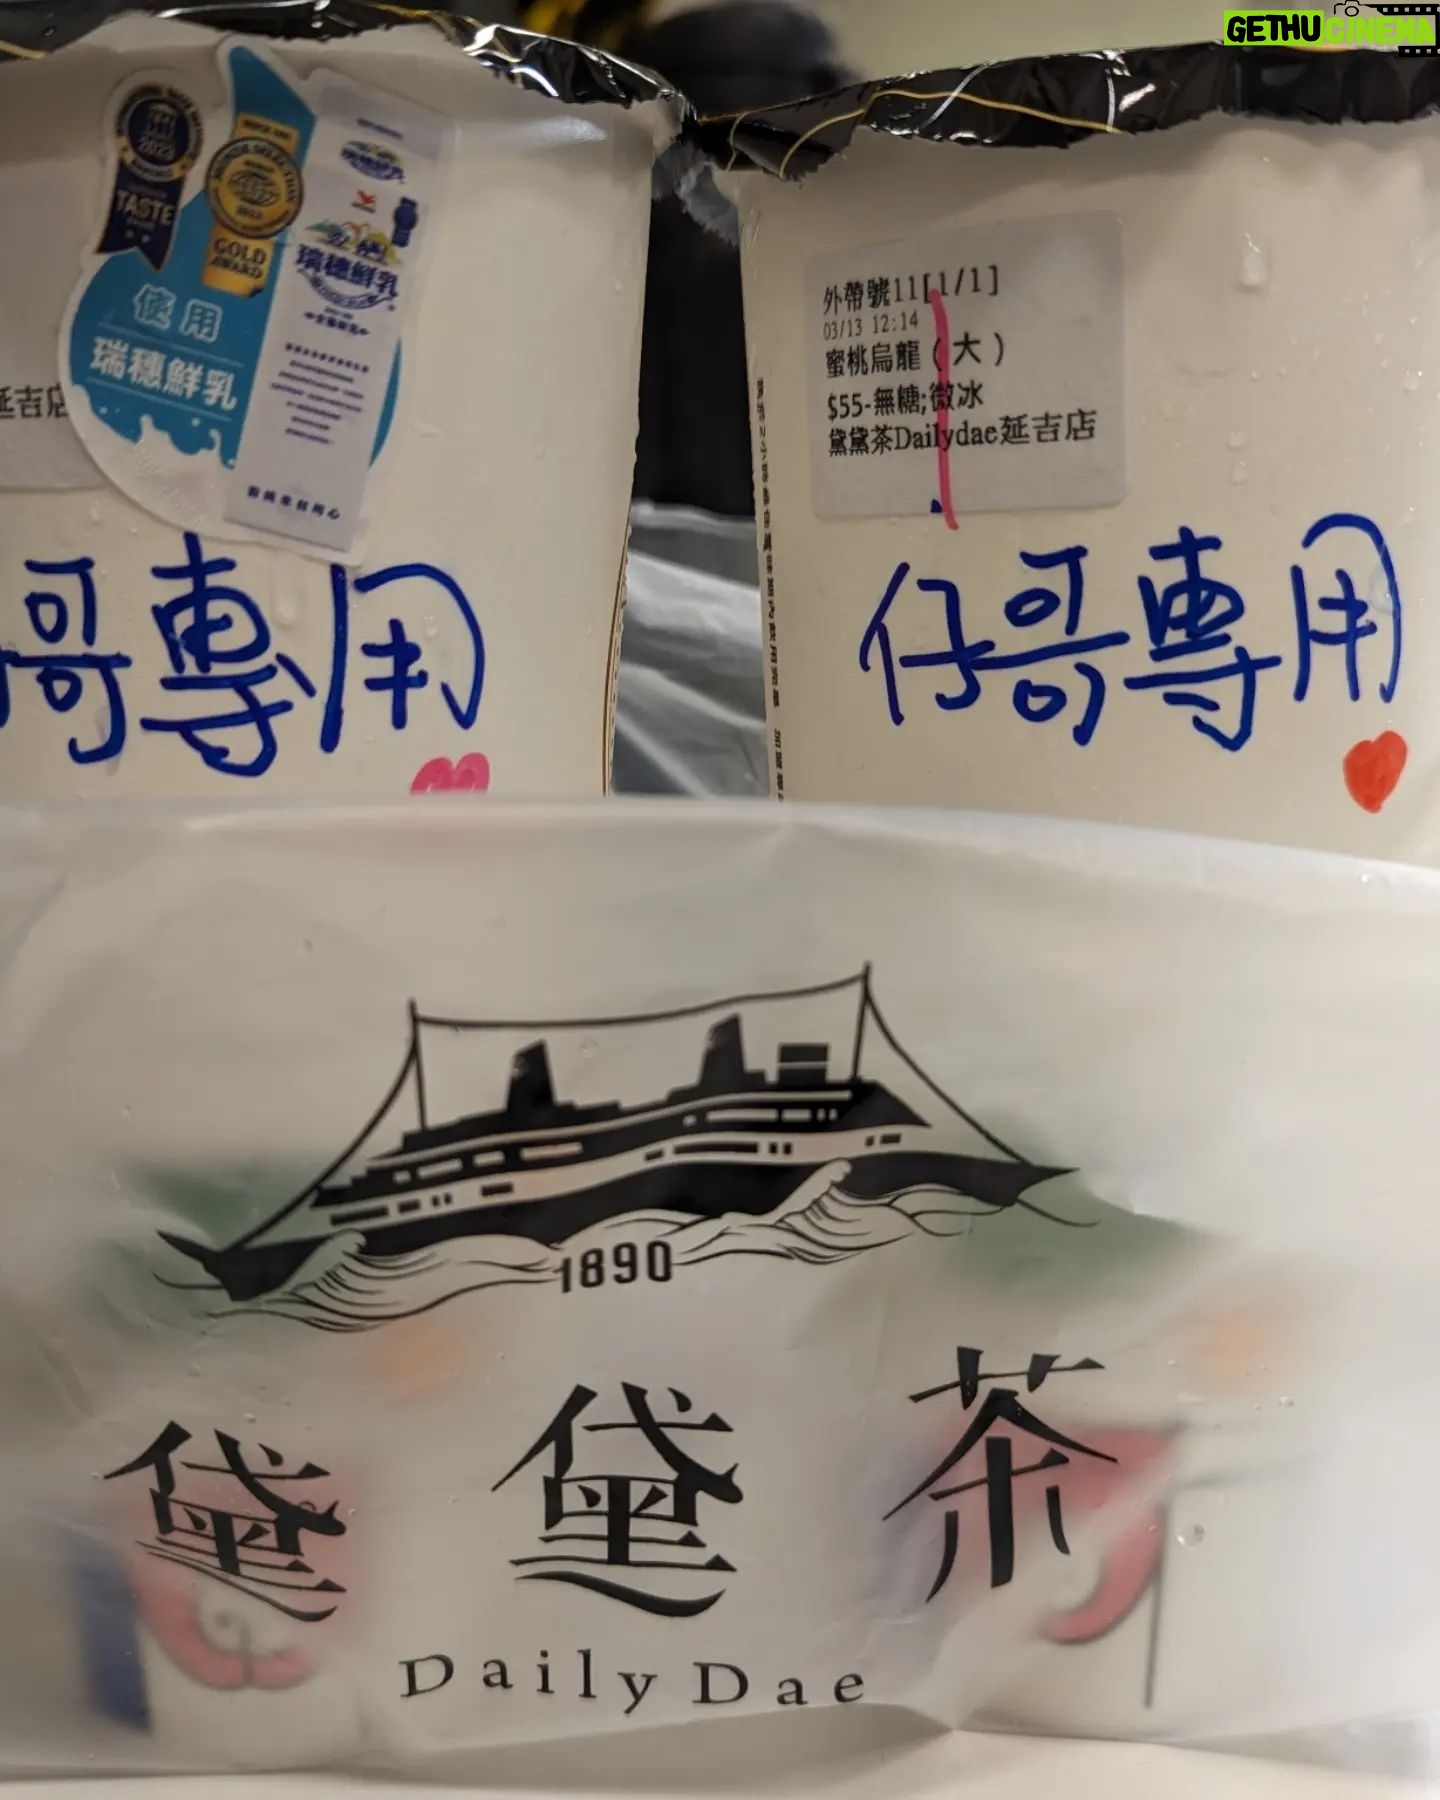 GETHUCINEMA
2023
TASTE
2023
GOLD
AWARD
瑞穗鮮乳
使用
瑞穗鮮乳
延吉店
哥專用
外帶號11[1/1]
03/13 12:14
蜜桃烏龍(大)
$55-無糖;微冰
黛黛茶Dailydae延吉店
仔哥專用
1890
黛黛茶
Daily Dae